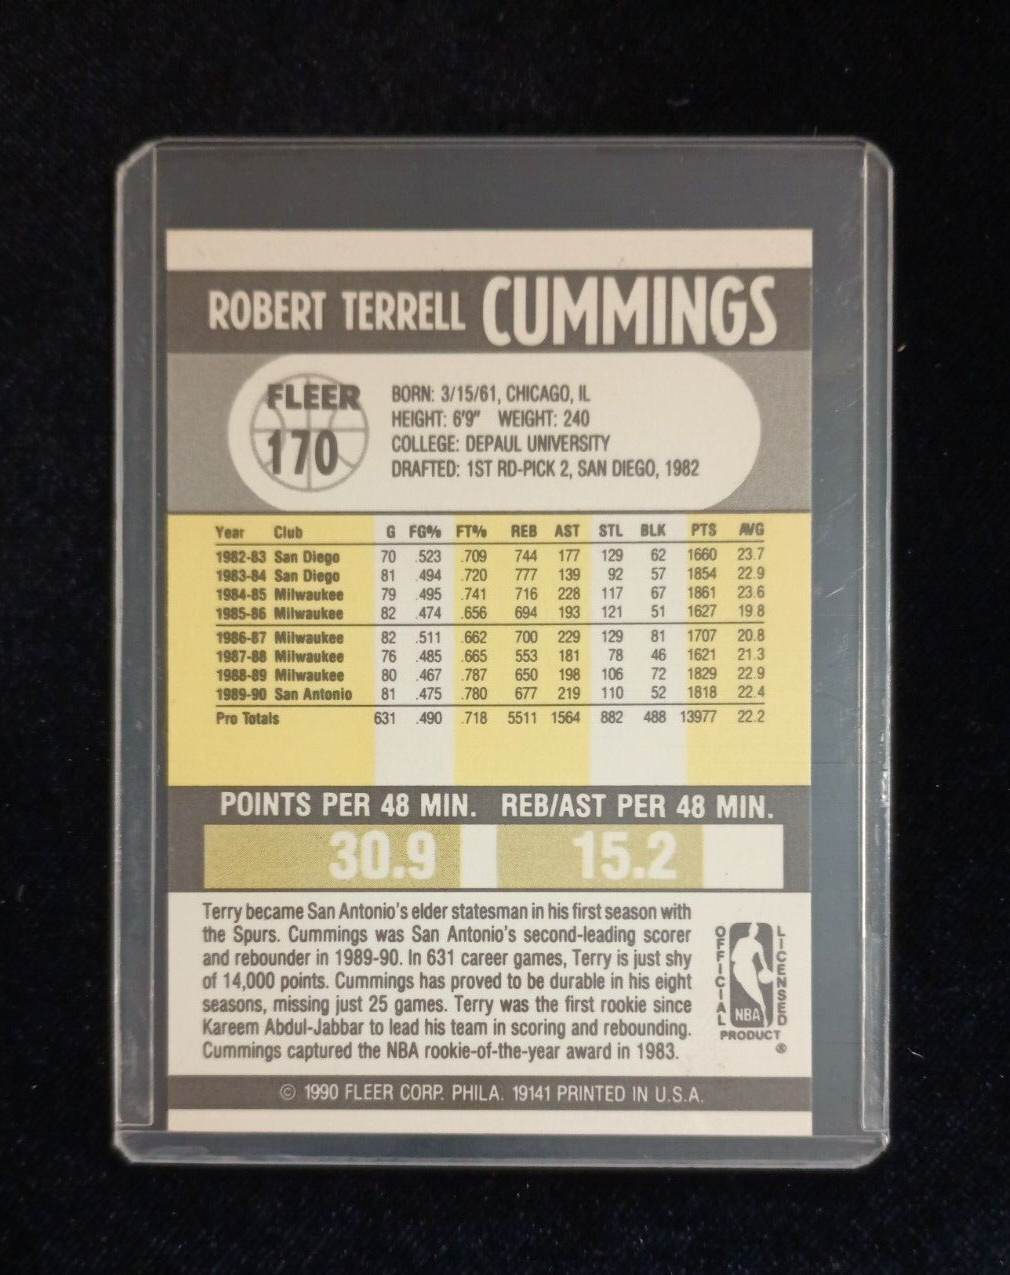 ROBERT TERRELL CUMMINGS
FLEER
170
BORN: 3/15/61, CHICAGO, IL
HEIGHT: 6'9" WEIGHT: 240
COLLEGE: DEPAUL UNIVERSITY
DRAFTED: 1ST RD-PICK 2, SAN DIEGO, 1982
Year Club G FG% FT% REB AST STL BLK PTS AVG
1982-83 San Diego 70 .523 .709 744 177 129 62 1660 23.7
1983-84 San Diego 81 .494 .720 777 139 92 57 1854 22.9
1984-85 Milwaukee 79 .495 .741 716 228 117 67 1861 23.6
1985-86 Milwaukee 82 .474 .656 694 193 121 51 1627 19.8
1986-87 Milwaukee 82 .511 .662 700 229 129 81 1707 20.8
1987-88 Milwaukee 76 .485 .665 553 181 78 46 1621 21.3
1988-89 Milwaukee 80 .467 .787 650 198 106 72 1829 22.9
1989-90 San Antonio 81 .475 .780 677 219 110 52 1818 22.4
Pro Totals 631 .490 .718 5511 1564 882 488 13977 22.2
POINTS PER 48 MIN. REB/AST PER 48 MIN.
30.9 15.2
Terry became San Antonio's elder statesman in his first season with
the Spurs. Cummings was San Antonio's second-leading scorer
and rebounder in 1989-90. In 631 career games, Terry is just shy
of 14,000 points. Cummings has proved to be durable in his eight
seasons, missing just 25 games. Terry was the first rookie since
Kareem Abdul-Jabbar to lead his team in scoring and rebounding.
Cummings captured the NBA rookie-of-the-year award in 1983.
OFFICIAL
LICENSED
NBA
PRODUCT
®
© 1990 FLEER CORP. PHILA. 19141 PRINTED IN U.S.A.